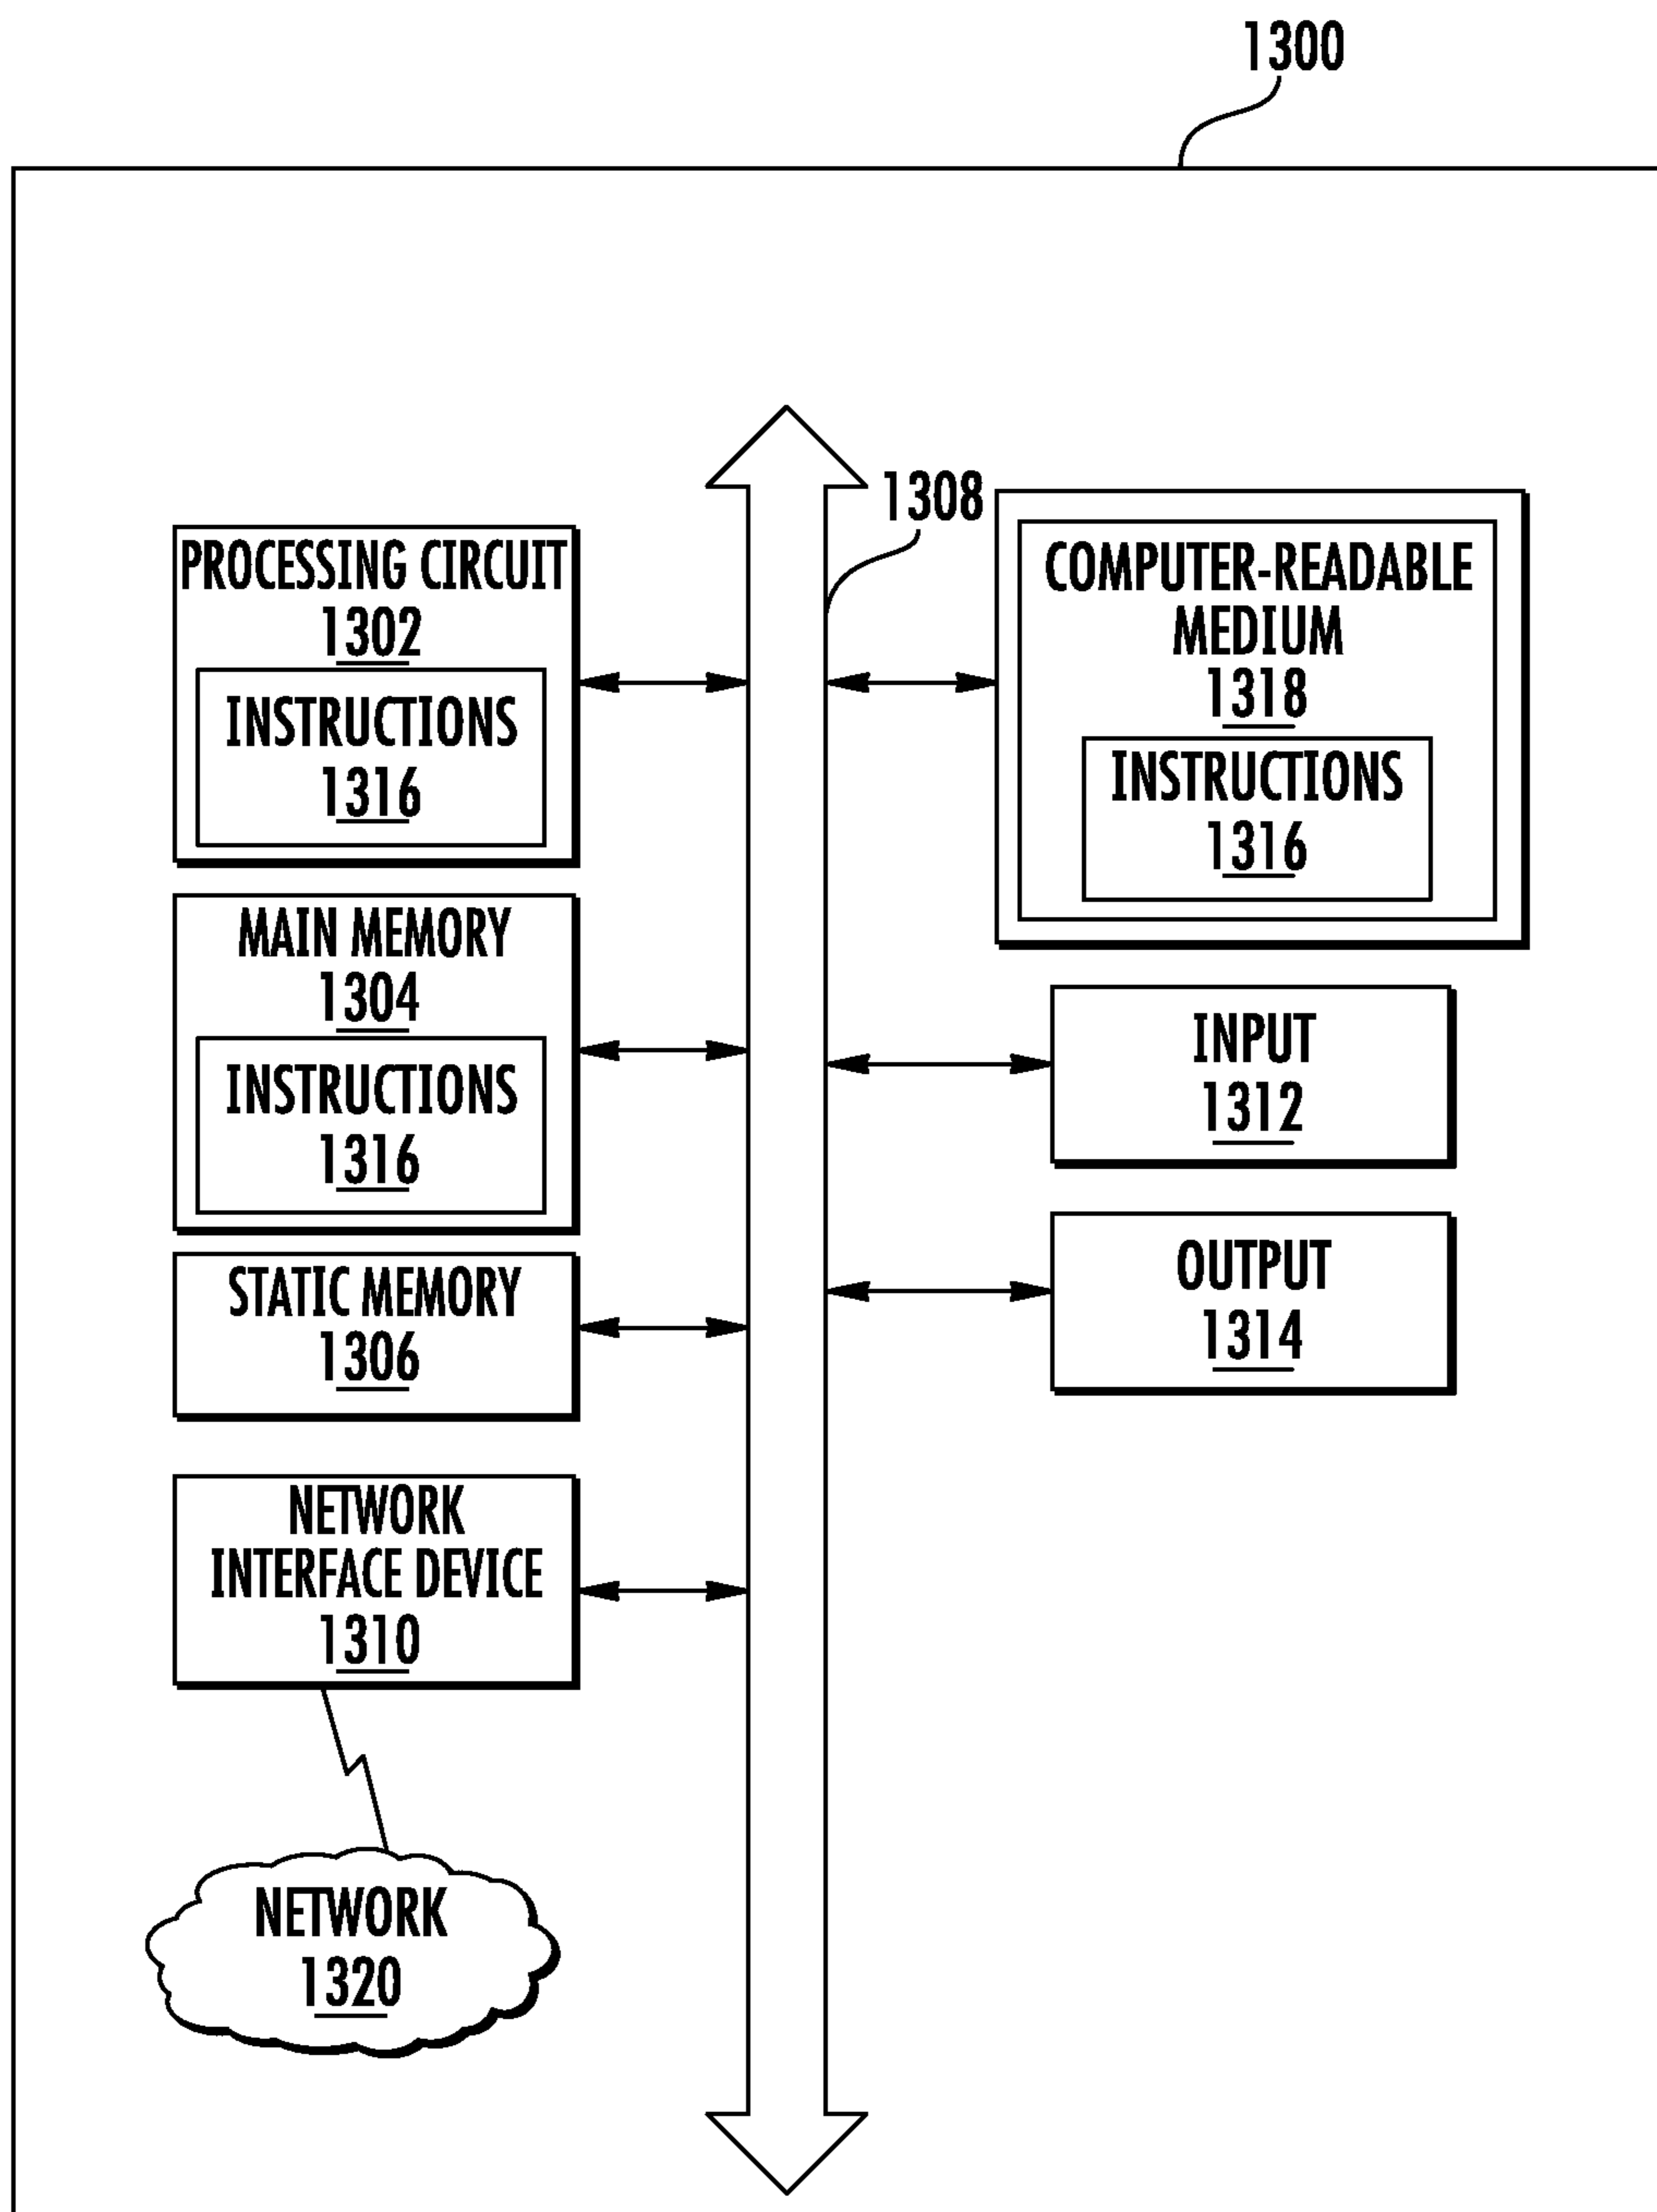 1300
1308
PROCESSING CIRCUIT
1302
INSTRUCTIONS
1316
MAIN MEMORY
1304
INSTRUCTIONS
1316
STATIC MEMORY
1306
NETWORK
INTERFACE DEVICE
1310
NETWORK
1320
COMPUTER-READABLE
MEDIUM
1318
INSTRUCTIONS
1316
INPUT
1312
OUTPUT
1314